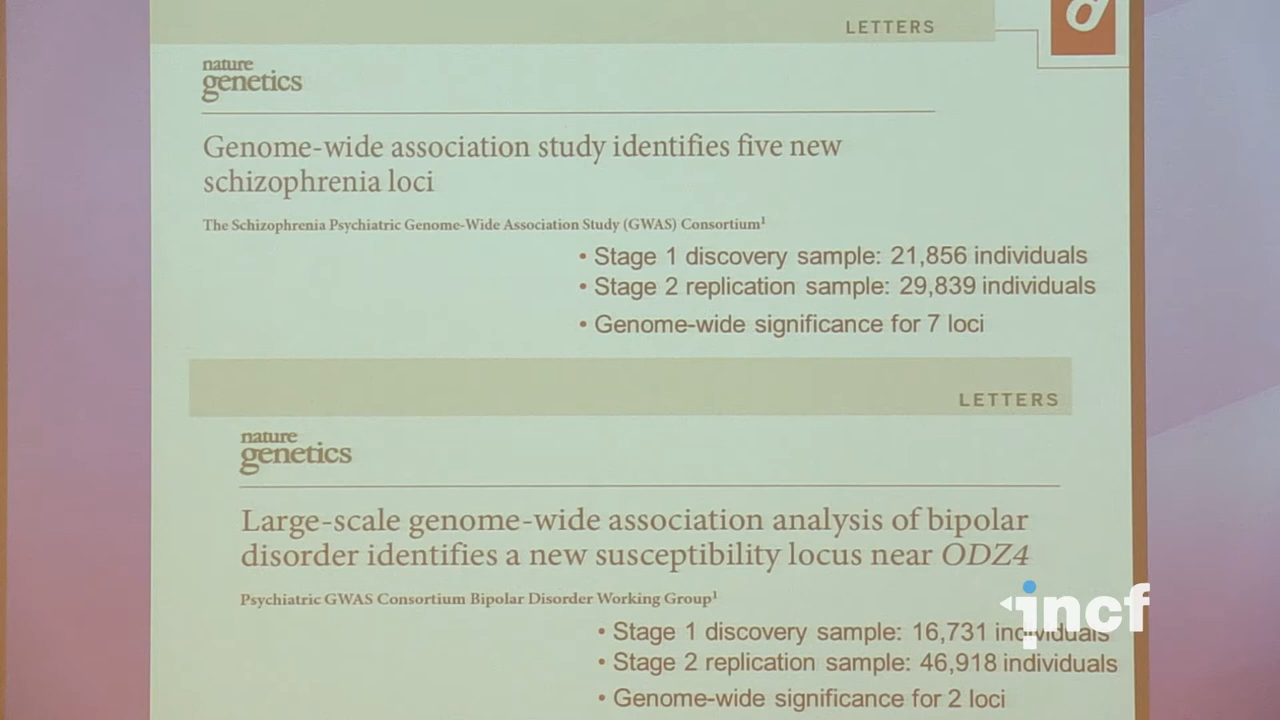 LETTERS
nature
genetics
Genome-wide association study identifies five new
schizophrenia loci
The Schizophrenia Psychiatric Genome-Wide Association Study (GWAS) Consortium¹
• Stage 1 discovery sample: 21,856 individuals
• Stage 2 replication sample: 29,839 individuals
• Genome-wide significance for 7 loci
LETTERS
nature
genetics
Large-scale genome-wide association analysis of bipolar
disorder identifies a new susceptibility locus near ODZ4
Psychiatric GWAS Consortium Bipolar Disorder Working Group¹
incf
• Stage 1 discovery sample: 16,731 individuals
• Stage 2 replication sample: 46,918 individuals
• Genome-wide significance for 2 loci